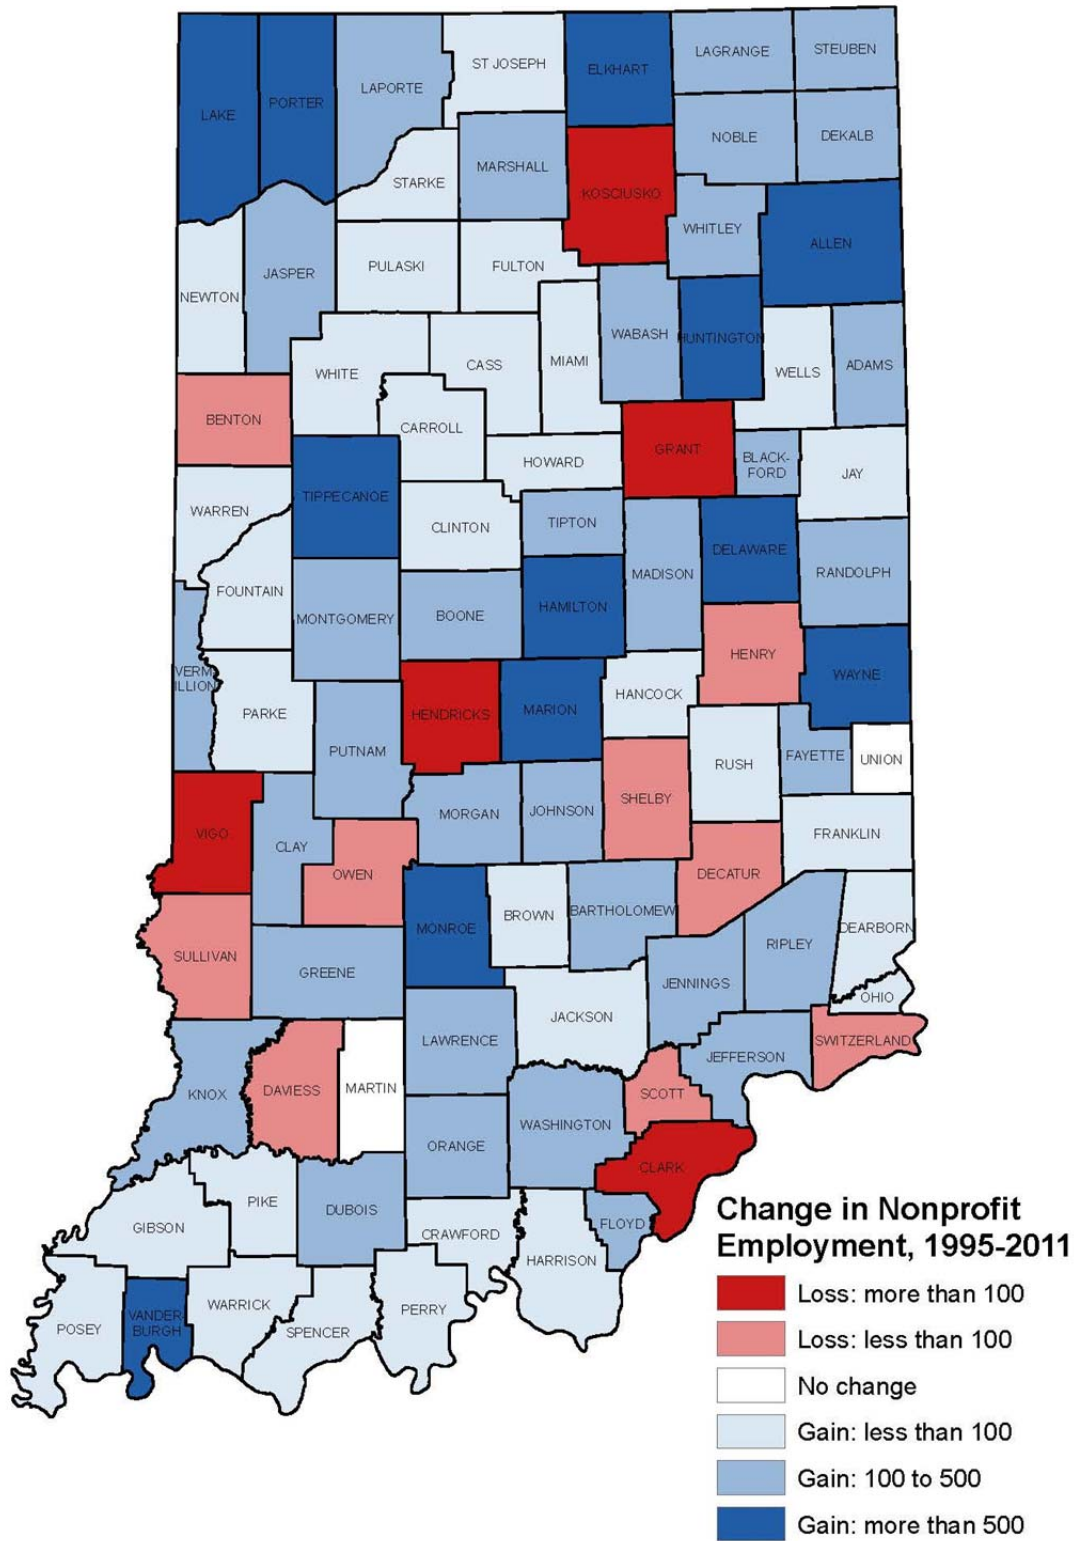 LAKE
PORTER
LAPORTE
ST JOSEPH
ELKHART
LAGRANGE
STEUBEN
NOBLE
DEKALB
STARKE
MARSHALL
KOSCIUSKO
WHITLEY
ALLEN
NEWTON
JASPER
PULASKI
FULTON
WABASH
HUNTINGTON
WELLS
ADAMS
WHITE
CASS
MIAMI
BENTON
CARROLL
HOWARD
GRANT
BLACK-
FORD
JAY
WARREN
TIPPECANOE
CLINTON
TIPTON
MADISON
DELAWARE
RANDOLPH
FOUNTAIN
MONTGOMERY
BOONE
HAMILTON
HENRY
WAYNE
VERM
ILLION
PARKE
PUTNAM
HENDRICKS
MARION
HANCOCK
RUSH
FAYETTE
UNION
VIGO
CLAY
OWEN
MORGAN
JOHNSON
SHELBY
DECATUR
FRANKLIN
SULLIVAN
GREENE
MONROE
BROWN
BARTHOLOMEW
JENNINGS
RIPLEY
DEARBORN
OHIO
KNOX
DAVIESS
MARTIN
LAWRENCE
JACKSON
JEFFERSON
SWITZERLAND
SCOTT
ORANGE
WASHINGTON
CLARK
GIBSON
PIKE
DUBOIS
CRAWFORD
HARRISON
FLOYD
POSEY
VANDER
BURGH
WARRICK
SPENCER
PERRY
Change in Nonprofit
Employment, 1995-2011
Loss: more than 100
Loss: less than 100
No change
Gain: less than 100
Gain: 100 to 500
Gain: more than 500